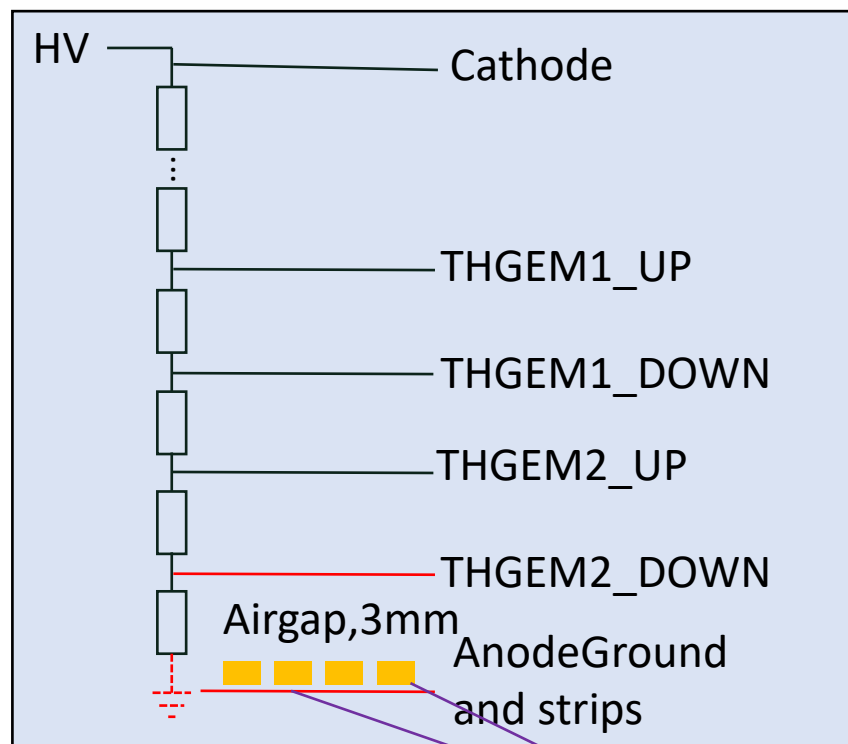 HV
Cathode
THGEM1_UP
THGEM1_DOWN
THGEM2_UP
THGEM2_DOWN
Airgap,3mm
AnodeGround
and strips